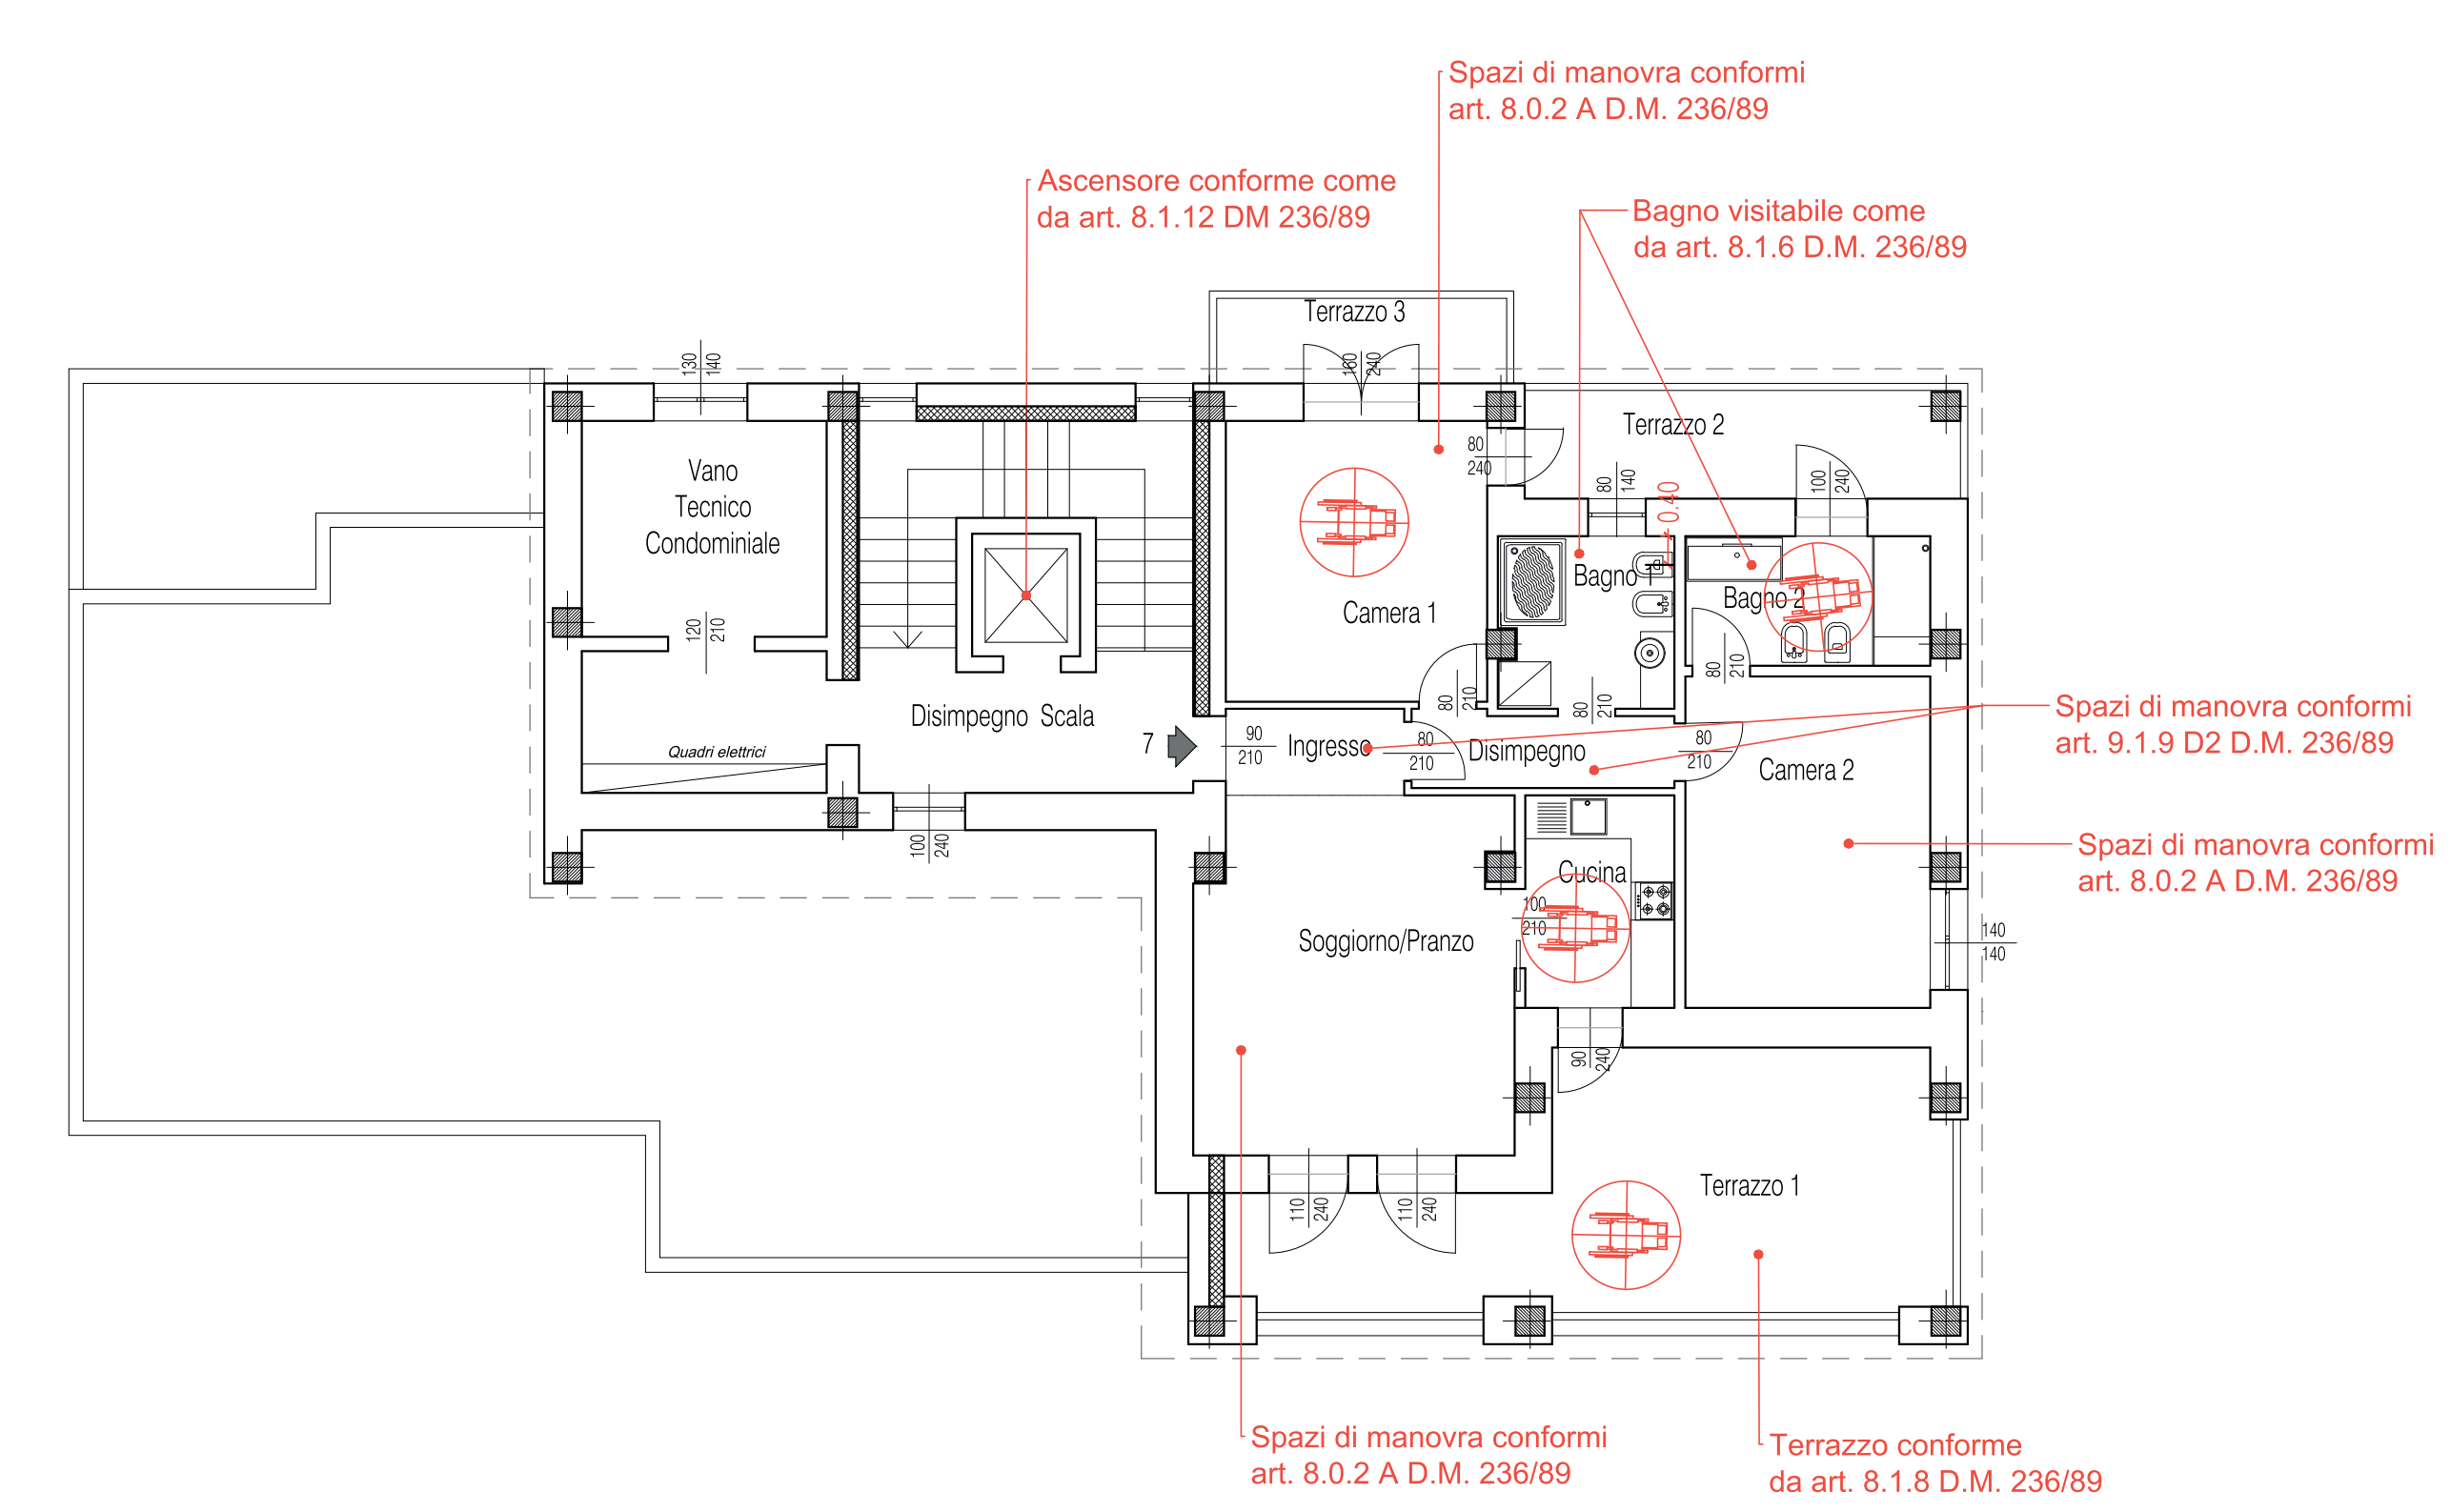 Spazi di manovra conformi
art. 8.0.2 A D.M. 236/89
Ascensore conforme come
da art. 8.1.12 DM 236/89
Bagno visitabile come
da art. 8.1.6 D.M. 236/89
Terrazzo 3
130
140
160
240
Terrazzo 2
80
240
Vano
Tecnico
Condominiale
80
140
0.40
100
240
Bagno 1
Bagno 2
Camera 1
120
210
80
210
80
210
80
210
Disimpegno Scala
Spazi di manovra conformi
art. 9.1.9 D2 D.M. 236/89
7
90
210
Ingresso
80
210
Disimpegno
80
210
Camera 2
Quadri elettrici
100
240
Spazi di manovra conformi
art. 8.0.2 A D.M. 236/89
Cucina
100
210
Soggiorno/Pranzo
140
140
90
240
Terrazzo 1
110
240
110
240
Spazi di manovra conformi
art. 8.0.2 A D.M. 236/89
Terrazzo conforme
da art. 8.1.8 D.M. 236/89